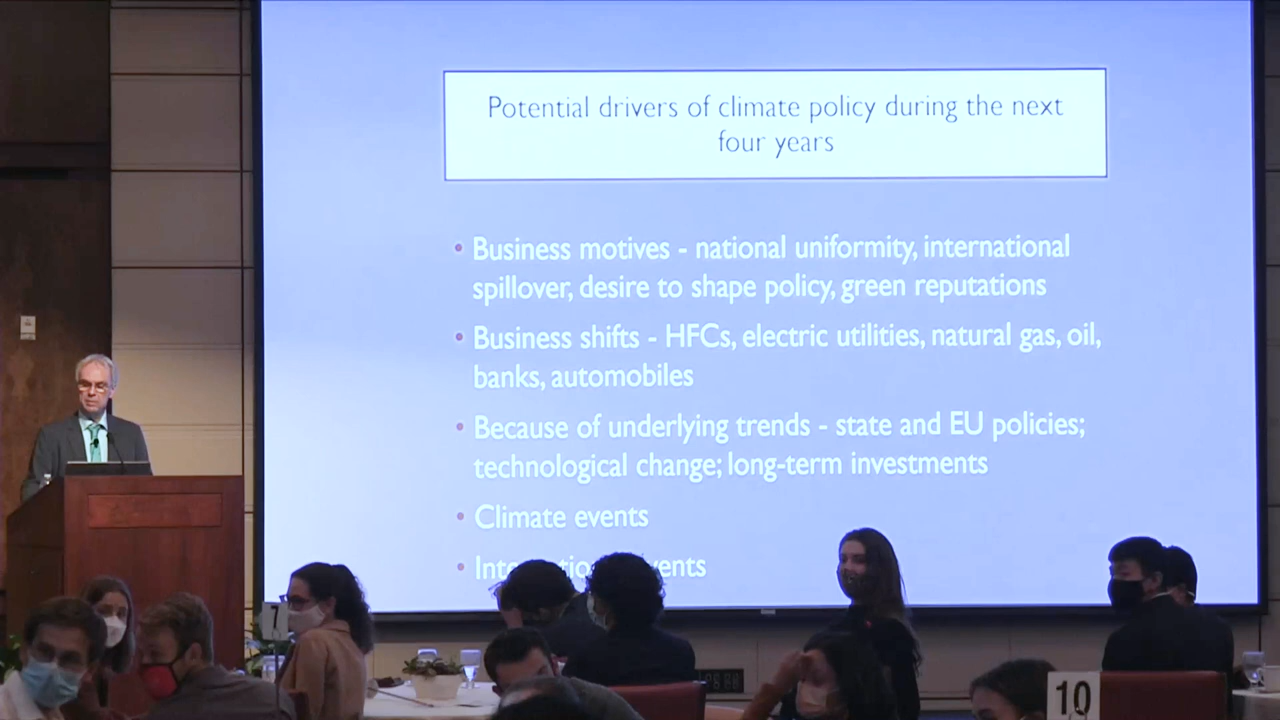 Potential drivers of climate policy during the next
four years
• Business motives - national uniformity, international
spillover, desire to shape policy, green reputations
• Business shifts - HFCs, electric utilities, natural gas, oil,
banks, automobiles
• Because of underlying trends - state and EU policies;
technological change; long-term investments
• Climate events
•
7
10